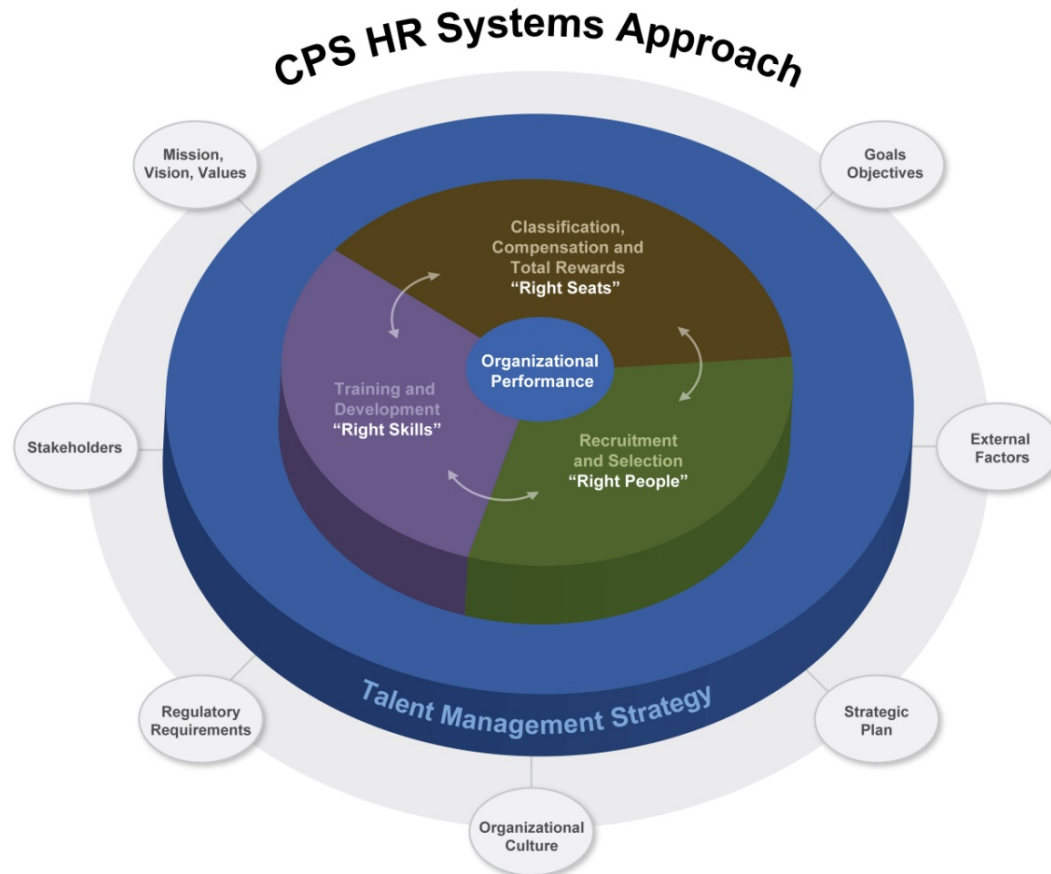 CPS HR Systems Approach
Mission,
Vision, Values
Goals
Objectives
Classification,
Compensation and
Total Rewards
“Right Seats”
Organizational
Performance
Training and
Development
“Right Skills”
Recruitment
and Selection
“Right People”
Stakeholders
External
Factors
Regulatory
Requirements
Talent Management Strategy
Strategic
Plan
Organizational
Culture